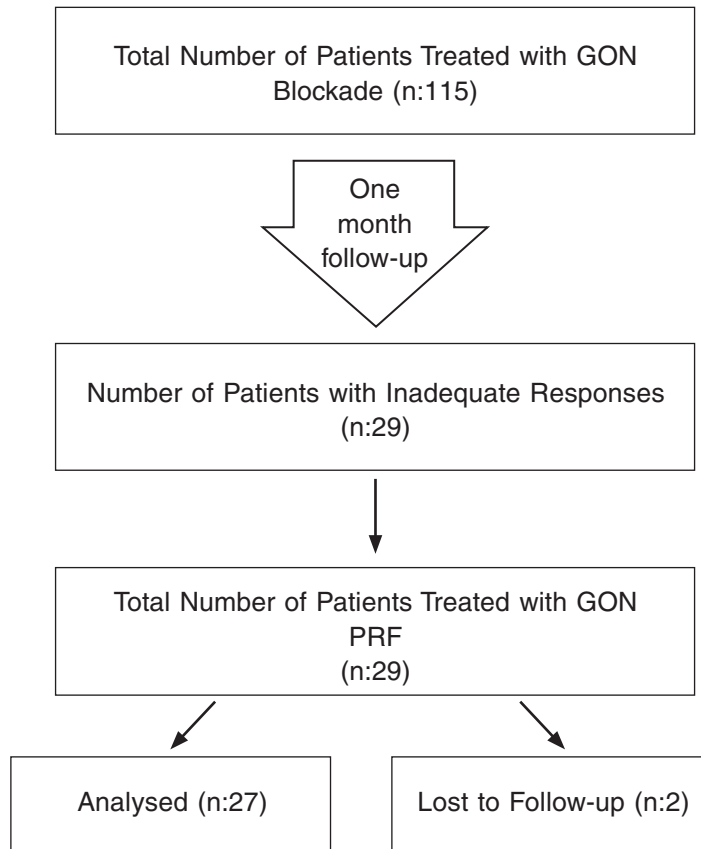 Total Number of Patients Treated with GON
Blockade (n:115)
One
month
follow-up
Number of Patients with Inadequate Responses
(n:29)
Total Number of Patients Treated with GON
PRF
(n:29)
Analysed (n:27)
Lost to Follow-up (n:2)